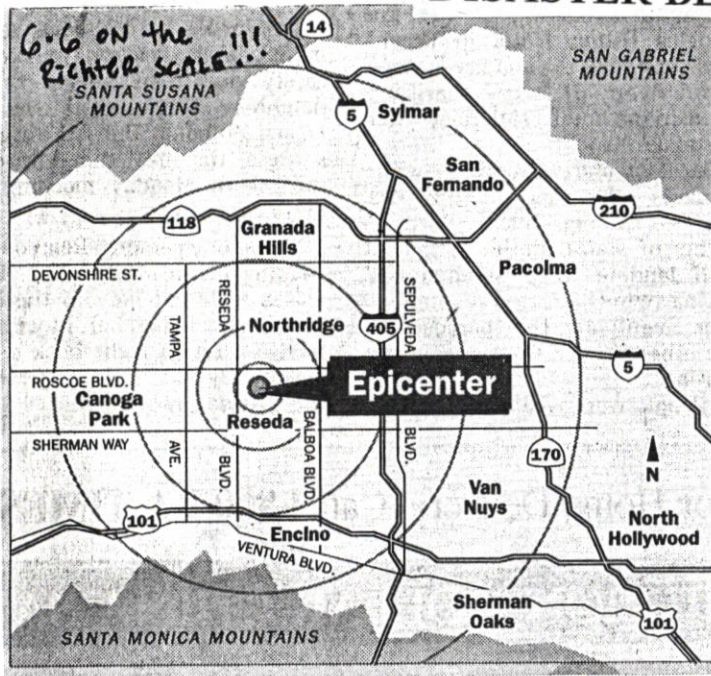 DISASTER
6.6 ON the
RICHTER SCALE!!!
14
SAN GABRIEL
MOUNTAINS
SANTA SUSANA
MOUNTAINS
5
Sylmar
San
Fernando
118
Granada
Hills
210
Pacoima
DEVONSHIRE ST.
RESEDA
SEPULVEDA
TAMPA
Northridge
405
ROSCOE BLVD.
Epicenter
5
Canoga
Park
Reseda
SHERMAN WAY
AVE.
BLVD.
BALBOA BLVD.
BLVD.
170
N
Van
Nuys
101
Encino
North
Hollywood
VENTURA BLVD.
Sherman
Oaks
101
SANTA MONICA MOUNTAINS